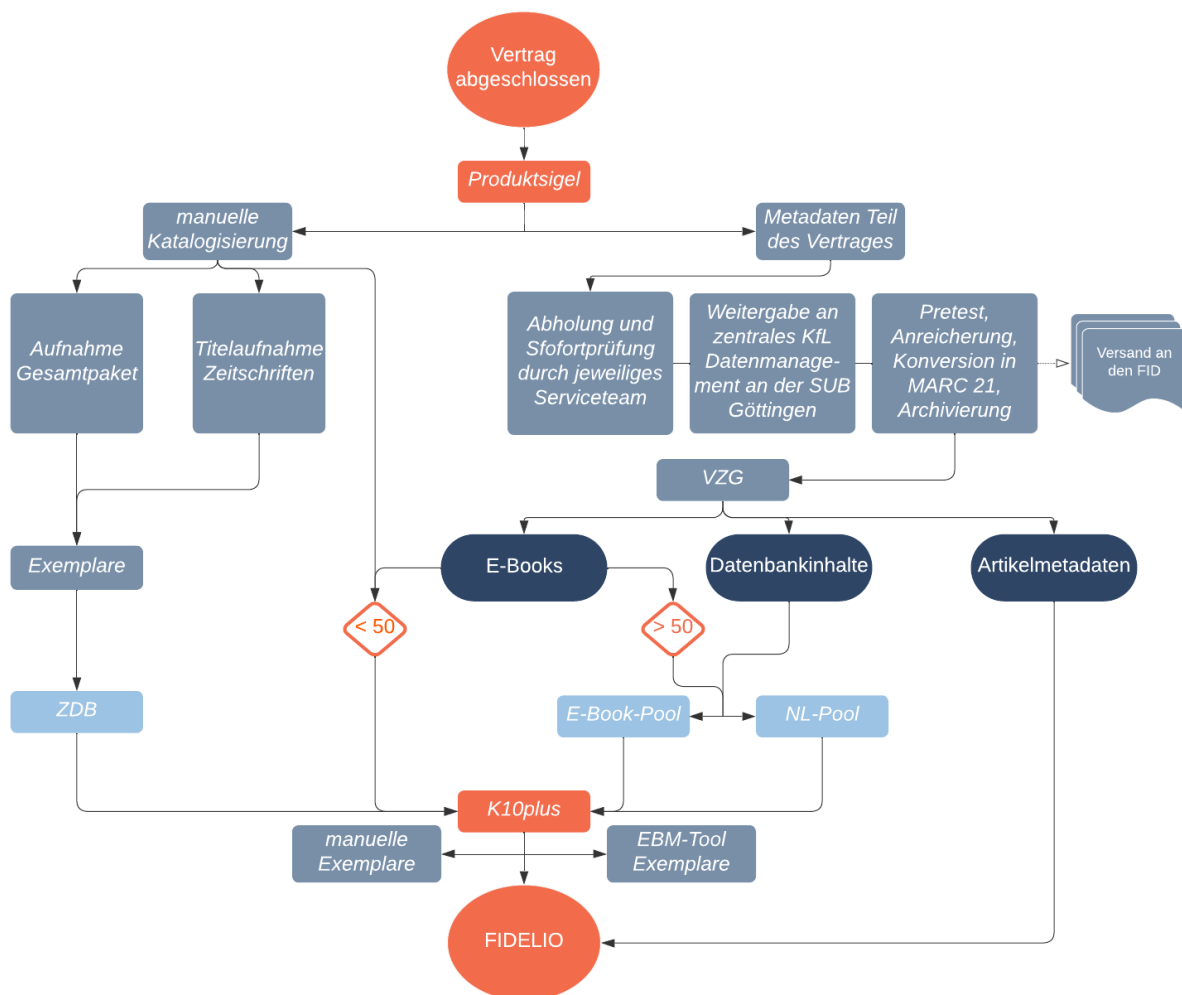 Vertrag
abgeschlossen
Produktsigel
manuelle
Katalogisierung
Metadaten Teil
des Vertrages
Aufnahme
Gesamtpaket
Titelaufnahme
Zeitschriften
Abholung und
Sfofortprüfung
durch jeweiliges
Serviceteam
Weitergabe an
zentrales KfL
Datenmanage-
ment an der SUB
Göttingen
Pretest,
Anreicherung,
Konversion in
MARC 21,
Archivierung
Versand an
den FID
VZG
Exemplare
E-Books
Datenbankinhalte
Artikelmetadaten
< 50
> 50
ZDB
E-Book-Pool
NL-Pool
K10plus
manuelle
Exemplare
EBM-Tool
Exemplare
FIDELIO